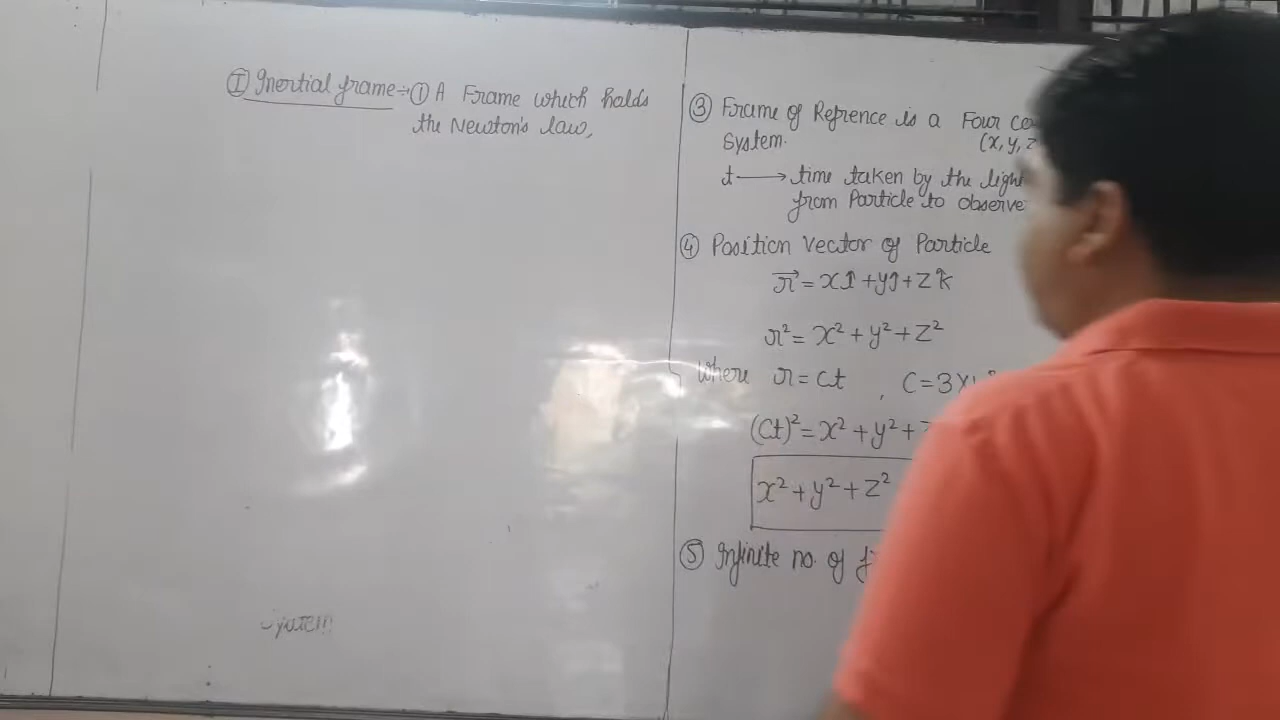 Ⓘ Inertial frame → ① A Frame which holds
the Newton's law,
③ Frame of Refrence is a Four
System. (x, y, z
t → time taken by the light
from Particle to observe
④ Position vector of Particle
r⃗ = xî + yĵ + zk̂
r² = x² + y² + z²
where r = ct , C = 3×
(ct)² = x² + y² +
x² + y² + z²
⑤ Infinite no. of